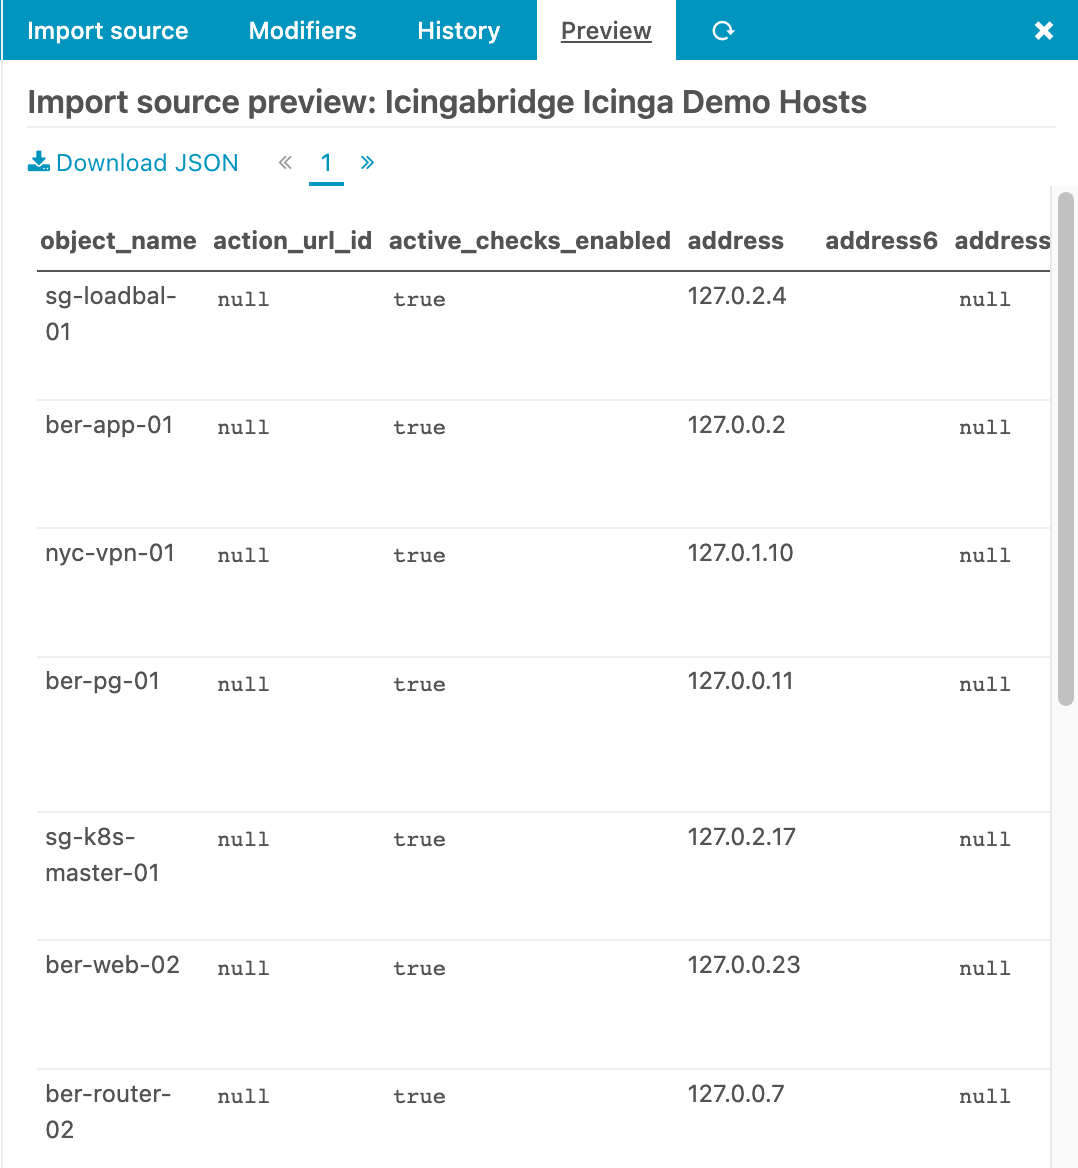 Import source Modifiers History Preview
Import source preview: Icingabridge Icinga Demo Hosts
Download JSON « 1 »
object_name action_url_id active_checks_enabled address address6 address
sg-loadbal- null true 127.0.2.4 null
01
ber-app-01 null true 127.0.0.2 null
nyc-vpn-01 null true 127.0.1.10 null
ber-pg-01 null true 127.0.0.11 null
sg-k8s- null true 127.0.2.17 null
master-01
ber-web-02 null true 127.0.0.23 null
ber-router- null true 127.0.0.7 null
02